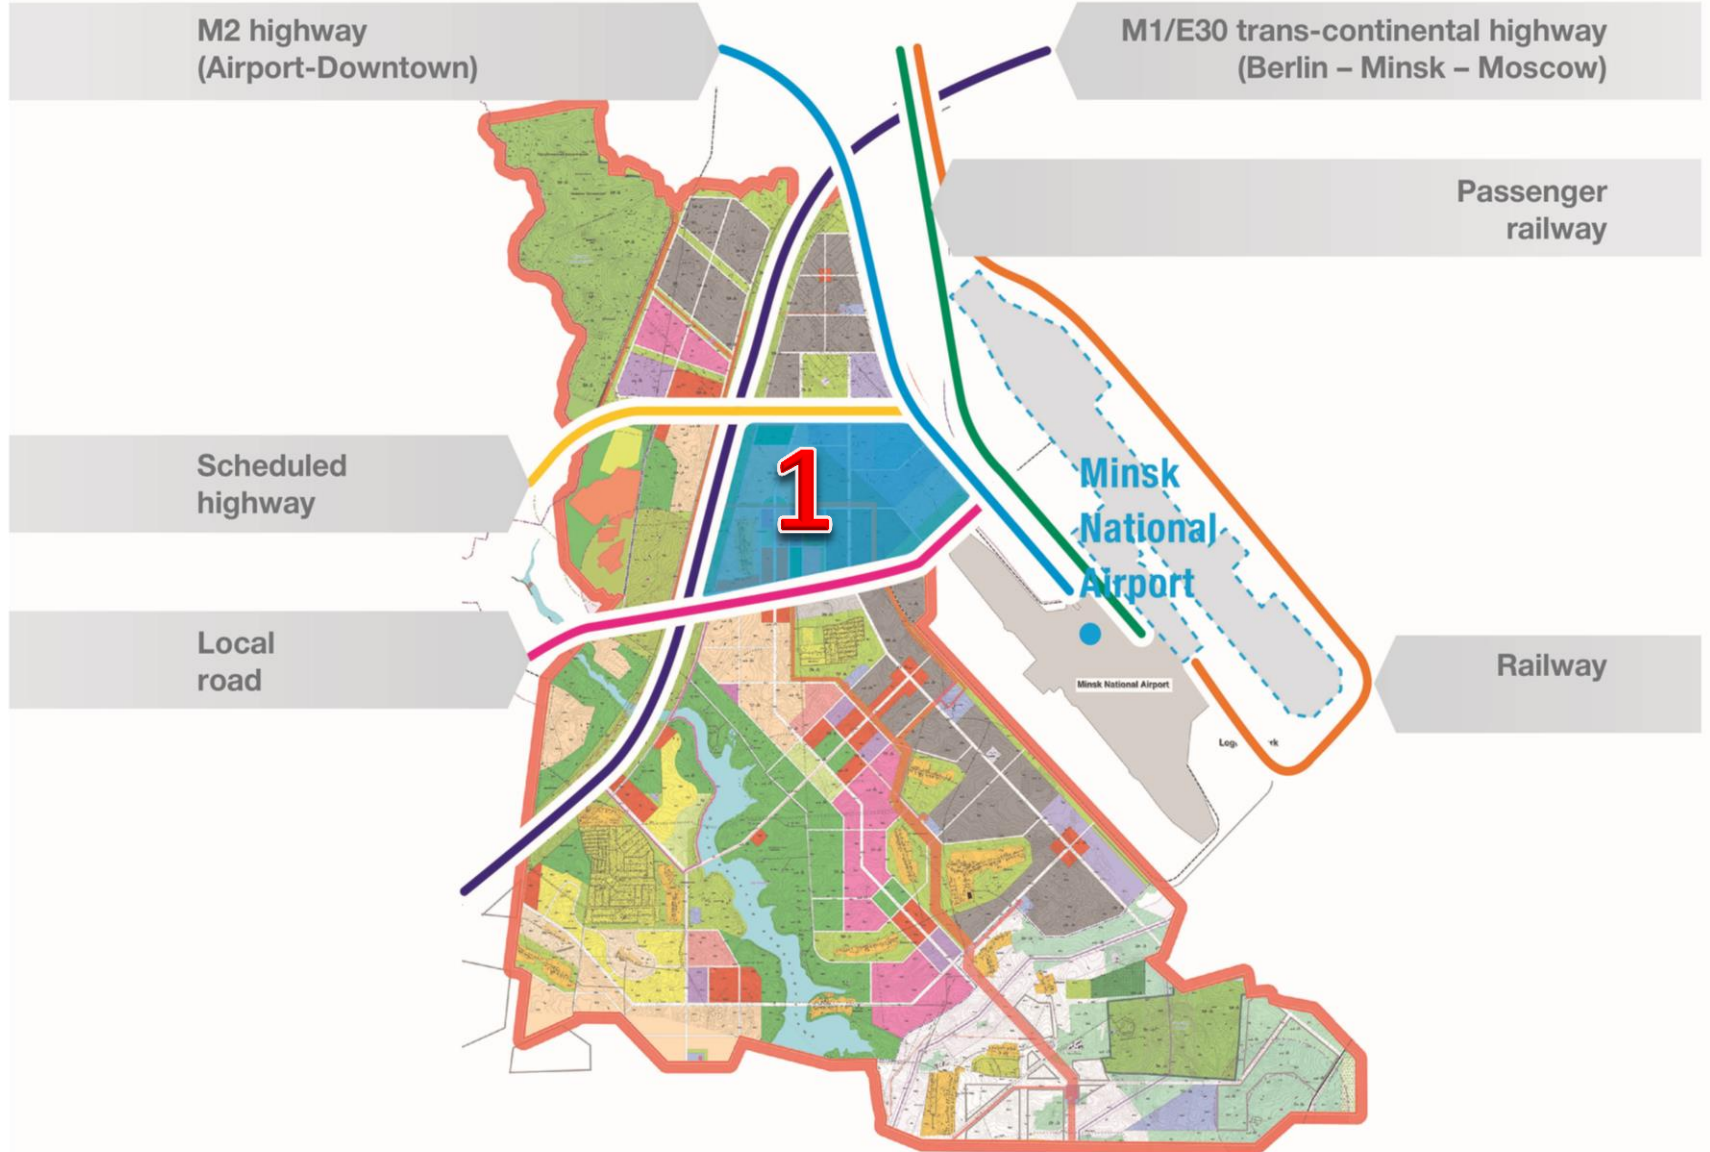 M2 highway
(Airport-Downtown)
M1/E30 trans-continental highway
(Berlin – Minsk – Moscow)
Passenger
railway
Scheduled
highway
1
Minsk
National
Airport
Local
road
Railway
Minsk National Airport